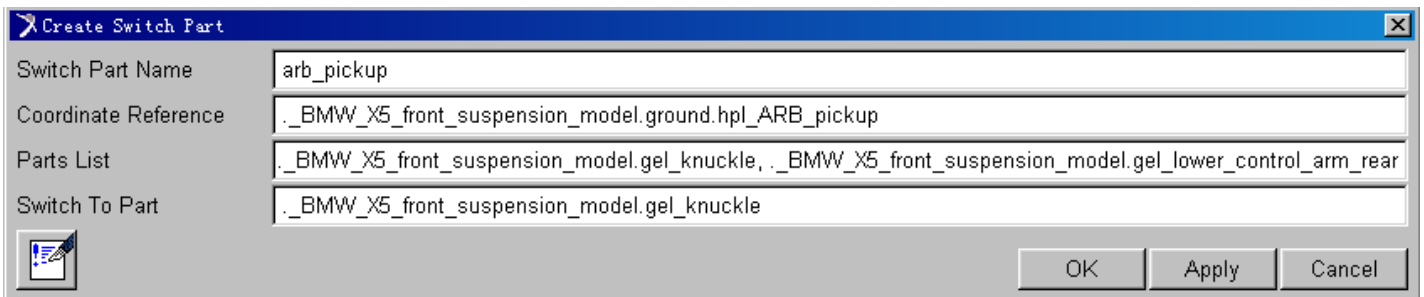 Create Switch Part
Switch Part Name arb_pickup
Coordinate Reference ._BMW_X5_front_suspension_model.ground.hpl_ARB_pickup
Parts List ._BMW_X5_front_suspension_model.gel_knuckle, ._BMW_X5_front_suspension_model.gel_lower_control_arm_rear
Switch To Part ._BMW_X5_front_suspension_model.gel_knuckle
OK Apply Cancel